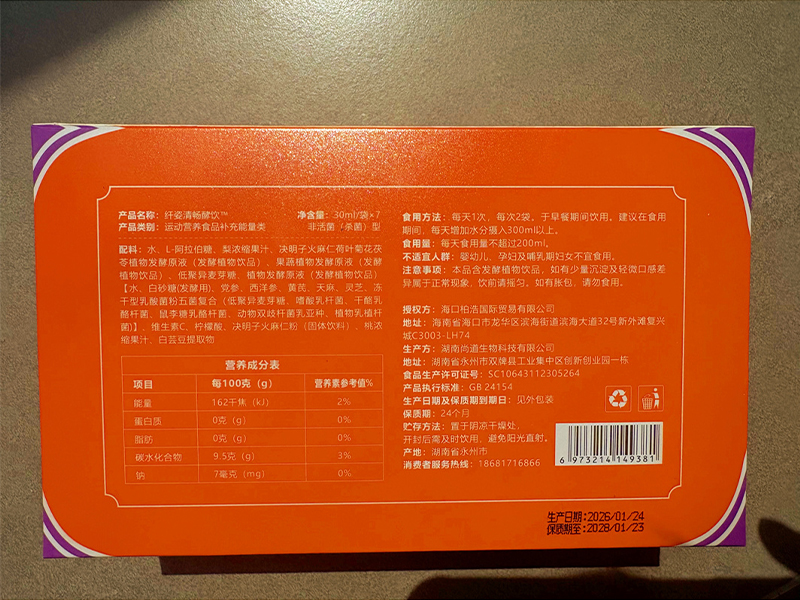 产品名称：纤姿清畅酵饮™ 净含量：30ml/袋×7
产品类别：运动营养食品补充能量类 非活菌（杀菌）型
配料：水、L-阿拉伯糖、梨浓缩果汁、决明子火麻仁荷叶菊花茯
苓植物发酵原液（发酵植物饮品）、果蔬植物发酵原液（发
酵植物饮品）、低聚异麦芽糖、植物发酵原液（植物饮品）
【水、白砂糖(发酵用)、党参、西洋参、黄芪、天麻、灵芝、冻
干型乳酸菌粉五菌复合（低聚异麦芽糖、嗜酸乳杆菌、干酪乳
酪杆菌、鼠李糖乳酪杆菌、动物双歧杆菌乳亚种、植物乳植杆
菌)】、维生素C、柠檬酸、决明子火麻仁粉（固体饮料）、桃浓
缩果汁、白芸豆提取物
营养成分表
项目 每100克（g） 营养素参考值%
能量 162千焦（kJ） 2%
蛋白质 0克（g） 0%
脂肪 0克（g） 0%
碳水化合物 9.5克（g） 3%
钠 7毫克（mg） 0%
食用方法：每天1次，每次2袋，于早餐期间饮用。建议在食用
期间，每天增加水分摄入300ml以上。
食用量：每天食用量不超过200ml。
不适宜人群：婴幼儿、孕妇及哺乳期妇女不宜食用。
注意事项：本品含发酵植物饮品，如有少量沉淀及轻微口感差
异属于正常现象，饮前请摇匀。如有胀包，请勿食用。
授权方：海口柏浩国际贸易有限公司
地址：海南省海口市龙华区滨海街道滨海大道32号新外滩复兴
城C3003-LH74
生产方：湖南尚道生物科技有限公司
地址：湖南省永州市双牌县工业集中区创新创业园一栋
食品生产许可证号：SC10643112305264
产品执行标准：GB 24154
生产日期及保质期到期日：见外包装
保质期：24个月
贮存方法：置于阴凉干燥处，
开封后需及时饮用，避免阳光直射。
产地：湖南省永州市
消费者服务热线：18681716866
6 973214 149381
生产日期:2026/01/24
保质期至:2028/01/23